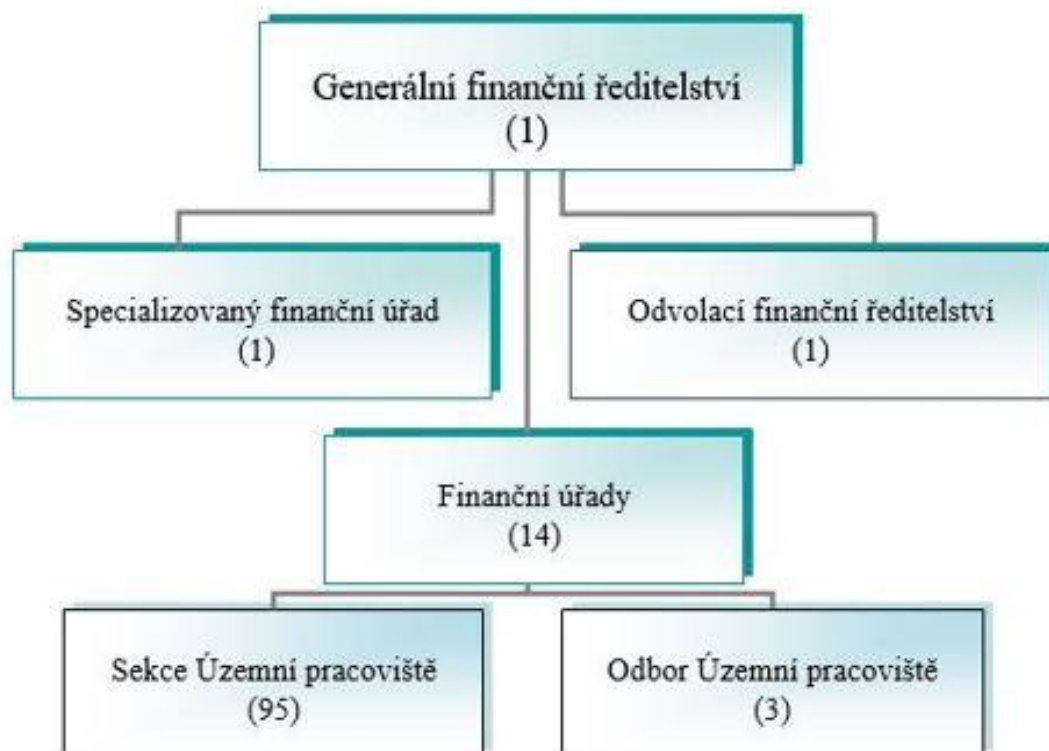 Generální finanční ředitelství
(1)
Specializovaný finanční úřad
(1)
Odvolací finanční ředitelství
(1)
Finanční úřady
(14)
Sekce Územní pracoviště
(95)
Odbor Územní pracoviště
(3)